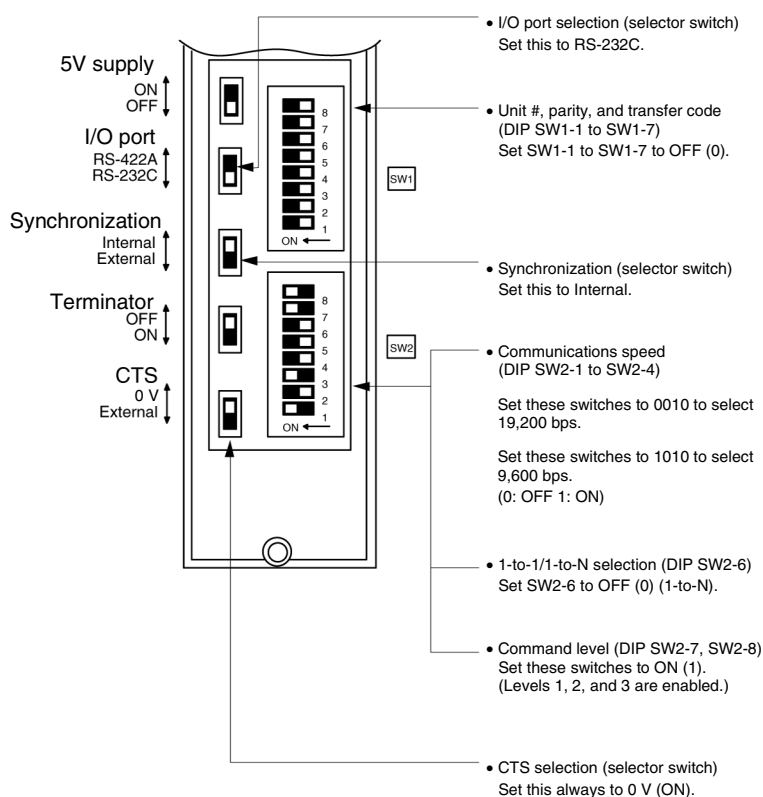 5V supply
ON
OFF
I/O port
RS-422A
RS-232C
Synchronization
Internal
External
Terminator
OFF
ON
CTS
0 V
External
8
7
6
5
4
3
2
1
ON
SW1
8
7
6
5
4
3
2
1
ON
SW2
• I/O port selection (selector switch)
Set this to RS-232C.
• Unit #, parity, and transfer code
(DIP SW1-1 to SW1-7)
Set SW1-1 to SW1-7 to OFF (0).
• Synchronization (selector switch)
Set this to Internal.
• Communications speed
(DIP SW2-1 to SW2-4)
Set these switches to 0010 to select
19,200 bps.
Set these switches to 1010 to select
9,600 bps.
(0: OFF 1: ON)
• 1-to-1/1-to-N selection (DIP SW2-6)
Set SW2-6 to OFF (0) (1-to-N).
• Command level (DIP SW2-7, SW2-8)
Set these switches to ON (1).
(Levels 1, 2, and 3 are enabled.)
• CTS selection (selector switch)
Set this always to 0 V (ON).